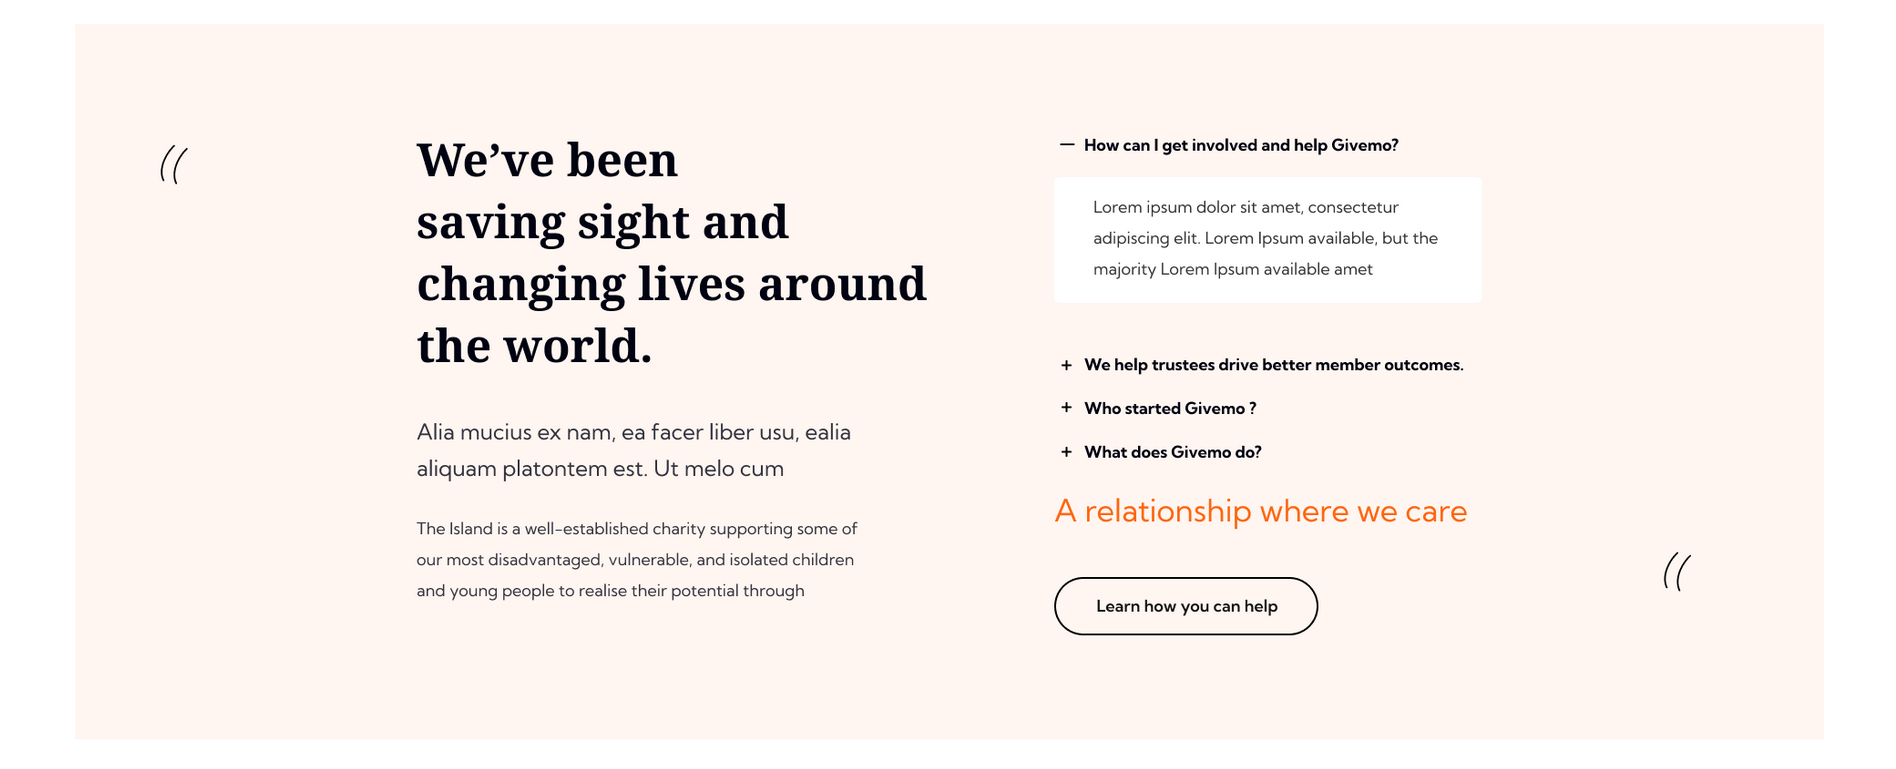 We’ve been
saving sight and
changing lives around
the world.
Alia mucius ex nam, ea facer liber usu, ealia
aliquam platontem est. Ut melo cum
The Island is a well-established charity supporting some of
our most disadvantaged, vulnerable, and isolated children
and young people to realise their potential through
How can I get involved and help Givemo?
Lorem ipsum dolor sit amet, consectetur
adipiscing elit. Lorem Ipsum available, but the
majority Lorem Ipsum available amet
We help trustees drive better member outcomes.
Who started Givemo ?
What does Givemo do?
A relationship where we care
Learn how you can help